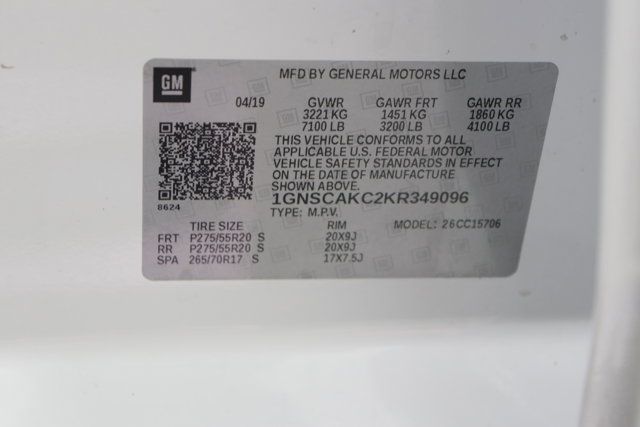 GM
MFD BY GENERAL MOTORS LLC
04/19 GVWR GAWR FRT GAWR RR
3221 KG 1451 KG 1860 KG
7100 LB 3200 LB 4100 LB
THIS VEHICLE CONFORMS TO ALL
APPLICABLE U.S. FEDERAL MOTOR
VEHICLE SAFETY STANDARDS IN EFFECT
ON THE DATE OF MANUFACTURE
SHOWN ABOVE.
1GNSCAKC2KR349096
8624
TYPE: M.P.V.
TIRE SIZE RIM MODEL: 26CC15706
FRT P275/55R20 S 20X9J
RR P275/55R20 S 20X9J
SPA 265/70R17 S 17X7.5J